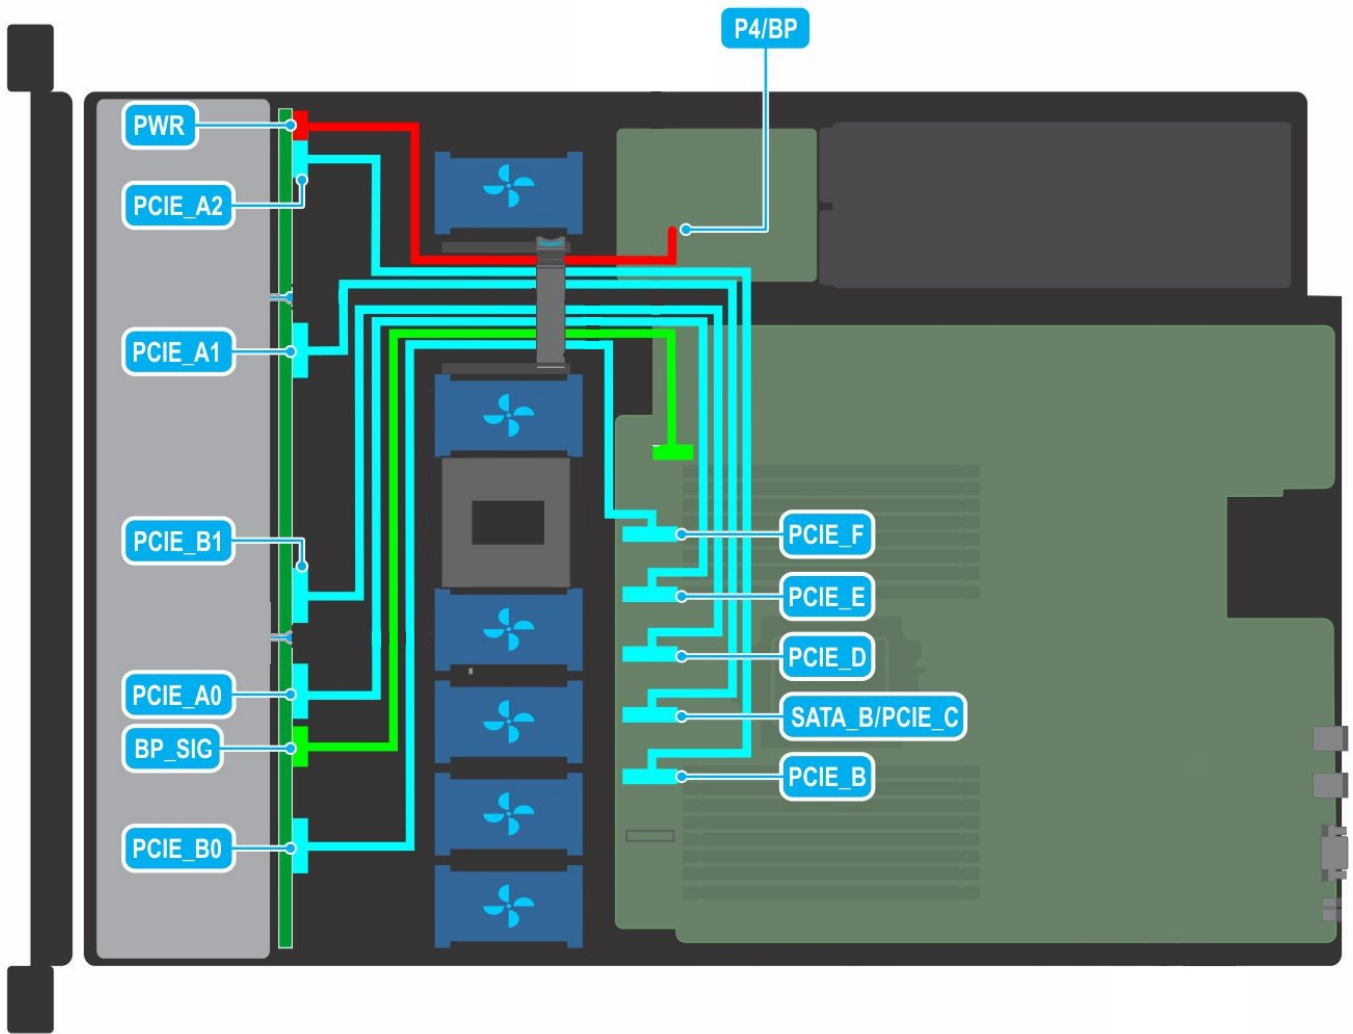 P4/BP
PWR
PCIE_A2
PCIE_A1
PCIE_B1
PCIE_A0
BP_SIG
PCIE_B0
PCIE_F
PCIE_E
PCIE_D
SATA_B/PCIE_C
PCIE_B